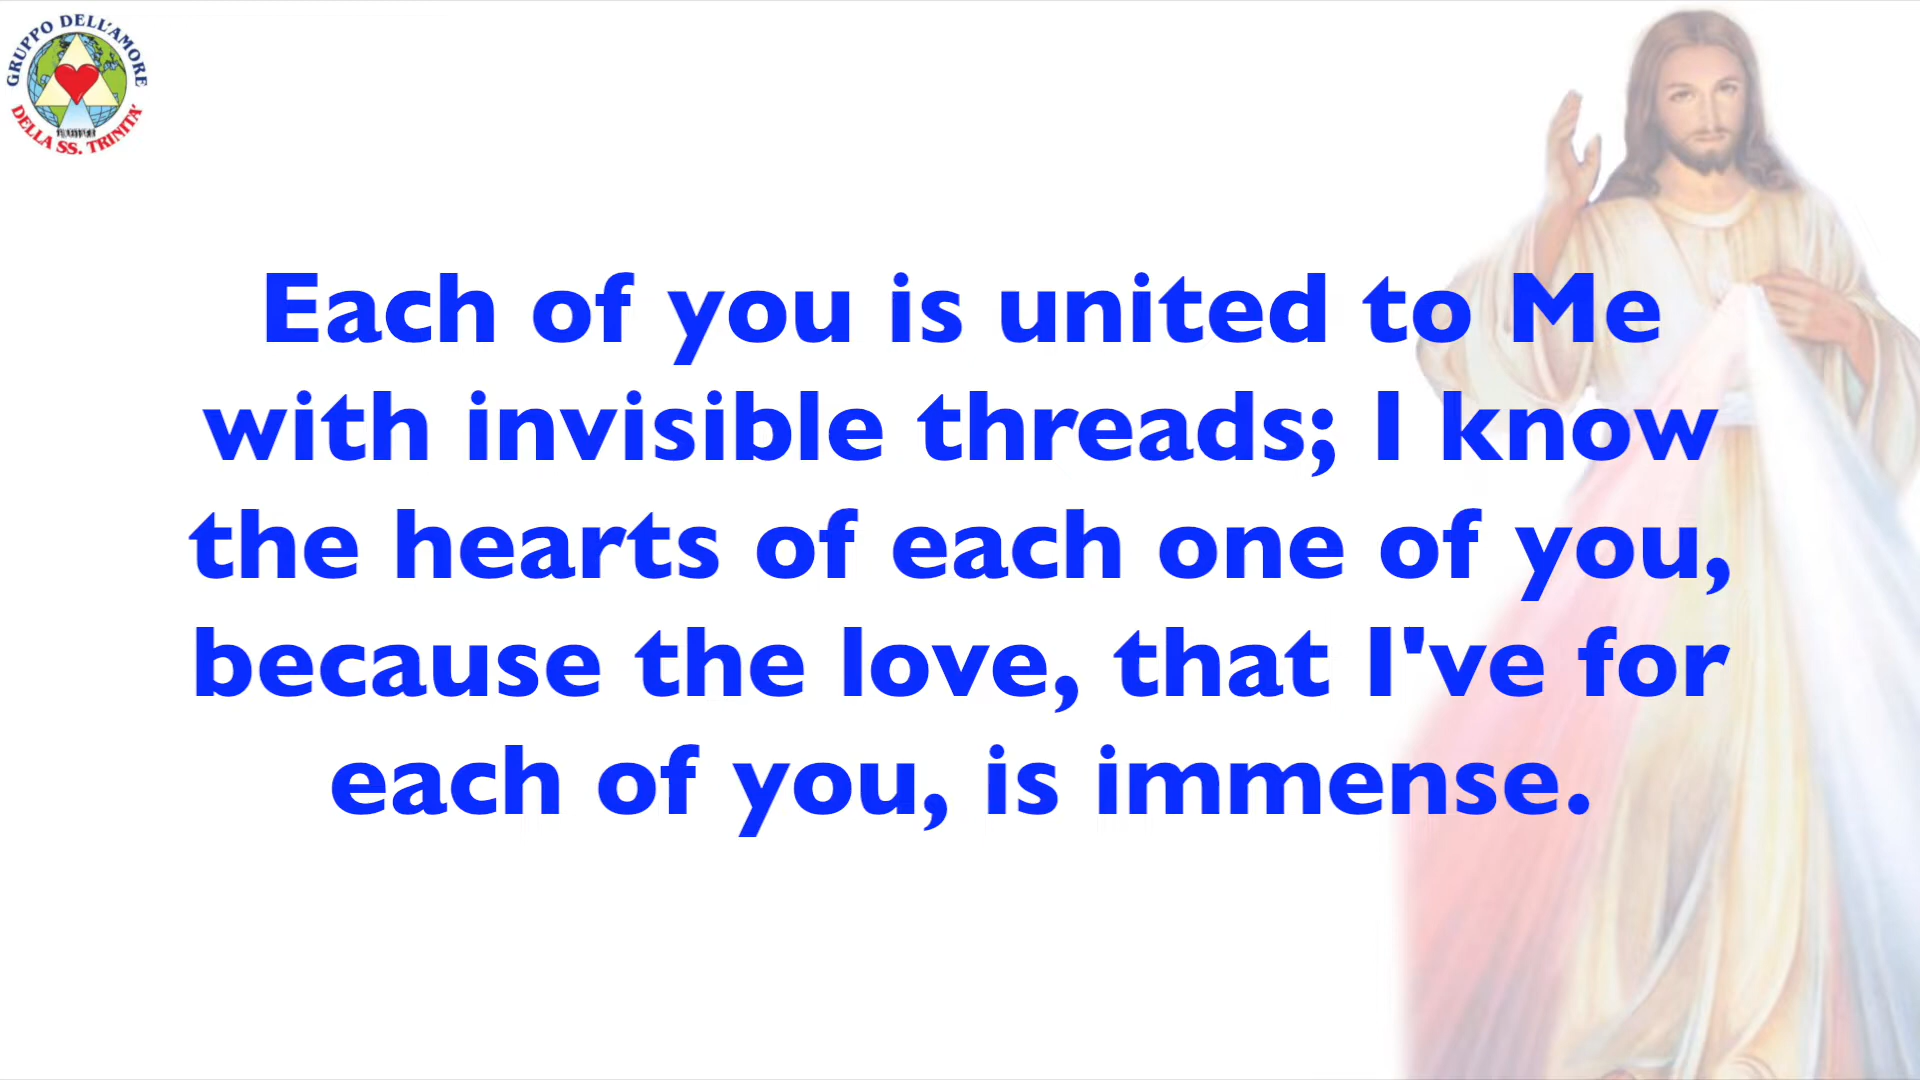 GRUPPO DELL'AMORE
DELLA SS. TRINITA'
Each of you is united to Me
with invisible threads; I know
the hearts of each one of you,
because the love, that I've for
each of you, is immense.